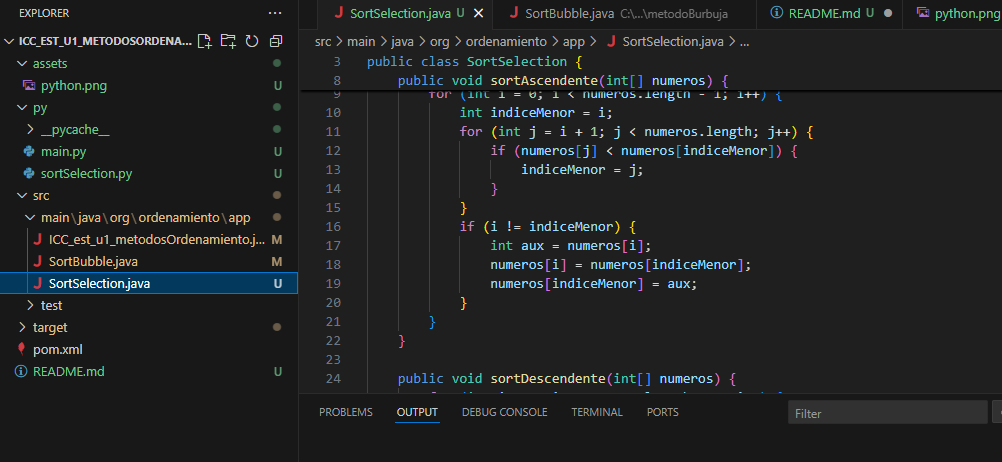 EXPLORER
ICC_EST_U1_METODOSORDENA...
assets
python.png U
py
__pycache__
main.py U
sortSelection.py U
src
main\java\org\ordenamiento\app
ICC_est_u1_metodosOrdenamiento.j... M
SortBubble.java M
SortSelection.java U
test
target
pom.xml
README.md U
SortSelection.java U
SortBubble.java C:\...\metodoBurbuja
README.md U
python.png
src > main > java > org > ordenamiento > app > SortSelection.java > ...
3 public class SortSelection {
8 public void sortAscendente(int[] numeros) {
9 for (int i = 0; i < numeros.length - 1; i++) {
10 int indiceMenor = i;
11 for (int j = i + 1; j < numeros.length; j++) {
12 if (numeros[j] < numeros[indiceMenor]) {
13 indiceMenor = j;
14 }
15 }
16 if (i != indiceMenor) {
17 int aux = numeros[i];
18 numeros[i] = numeros[indiceMenor];
19 numeros[indiceMenor] = aux;
20 }
21 }
22 }
23
24 public void sortDescendente(int[] numeros) {
PROBLEMS OUTPUT DEBUG CONSOLE TERMINAL PORTS
Filter